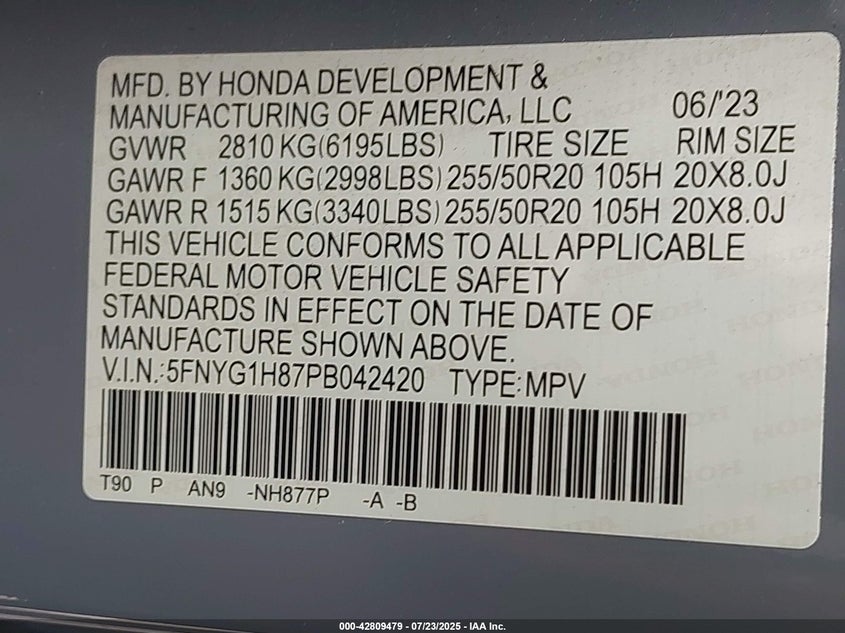 MFD. BY HONDA DEVELOPMENT &
MANUFACTURING OF AMERICA, LLC 06/'23
GVWR 2810 KG(6195LBS) TIRE SIZE RIM SIZE
GAWR F 1360 KG(2998LBS) 255/50R20 105H 20X8.0J
GAWR R 1515 KG(3340LBS) 255/50R20 105H 20X8.0J
THIS VEHICLE CONFORMS TO ALL APPLICABLE
FEDERAL MOTOR VEHICLE SAFETY
STANDARDS IN EFFECT ON THE DATE OF
MANUFACTURE SHOWN ABOVE.
V.I.N.:5FNYG1H87PB042420 TYPE:MPV
T90 P AN9 -NH877P -A -B
000-42809479 - 07/23/2025 - IAA Inc.